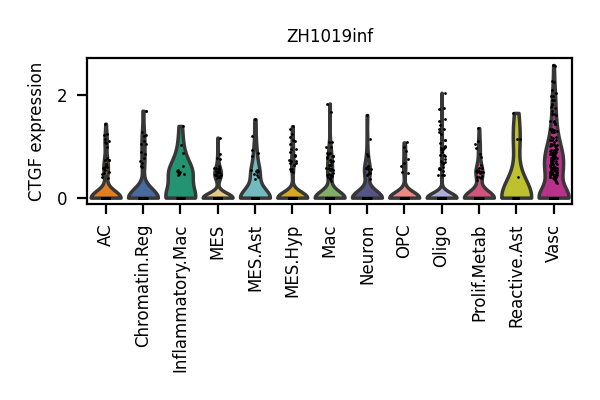 ZH1019inf
CTGF expression
2
0
AC
Chromatin.Reg
Inflammatory.Mac
MES
MES.Ast
MES.Hyp
Mac
Neuron
OPC
Oligo
Prolif.Metab
Reactive.Ast
Vasc